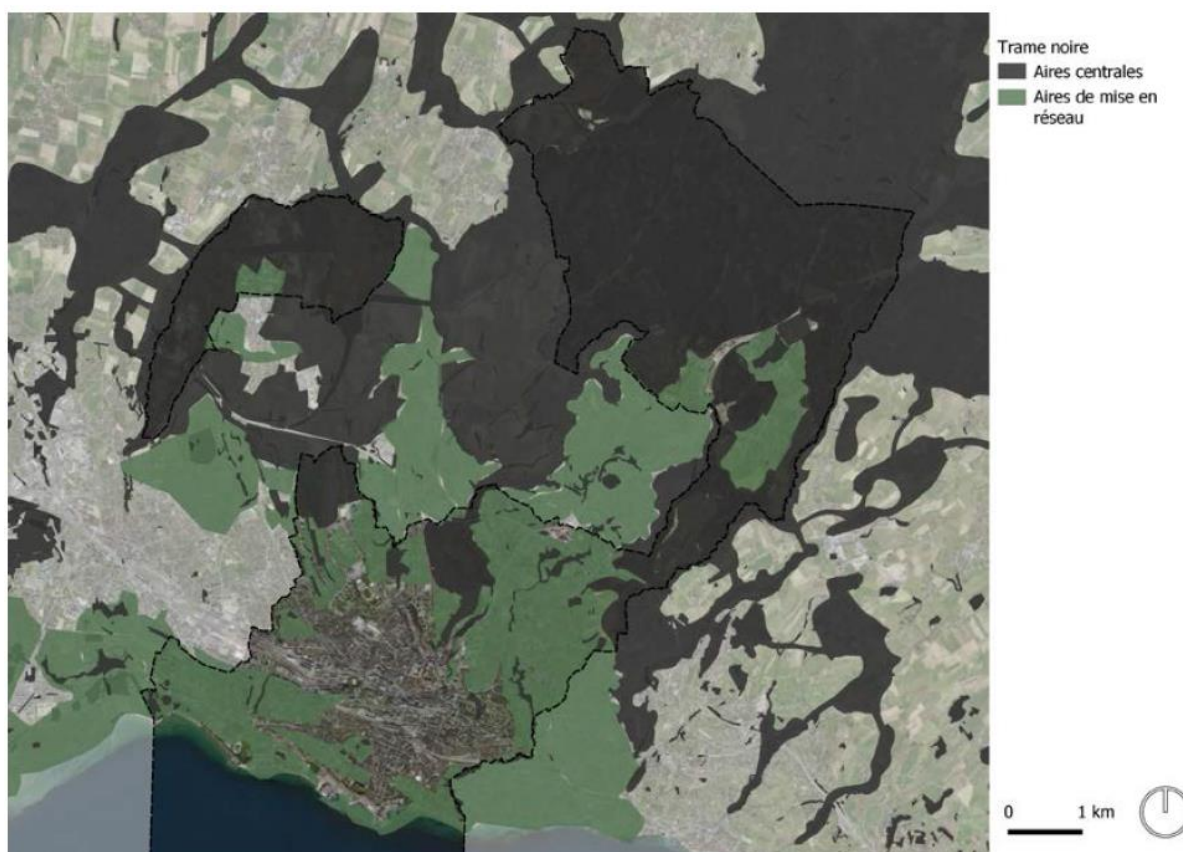 Trame noire
Aires centrales
Aires de mise en
réseau
0 1 km